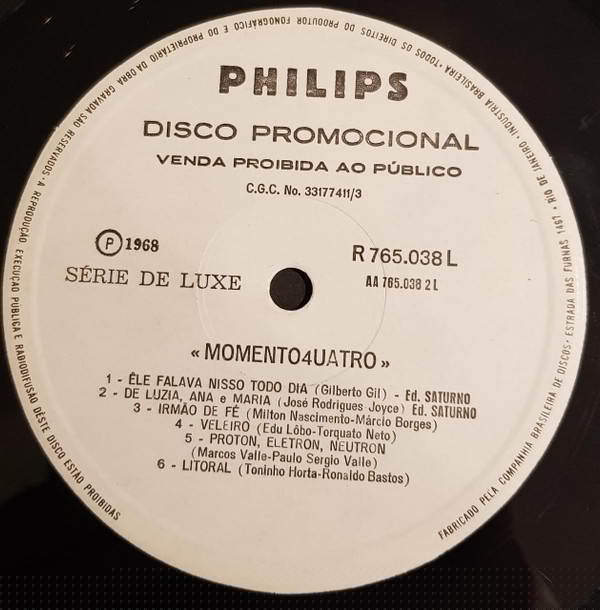 PHILIPS
DISCO PROMOCIONAL
VENDA PROIBIDA AO PÚBLICO
C.G.C. No. 33177411/3
Ⓟ 1968
R 765.038 L
SÉRIE DE LUXE
AA 765.038 2 L
« MOMENTO4UATRO »
1 - ÊLE FALAVA NISSO TODO DIA (Gilberto Gil) - Ed. SATURNO
2 - DE LUZIA, ANA e MARIA (José Rodrigues Joyce) Ed. SATURNO
3 - IRMÃO DE FÉ (Milton Nascimento-Márcio Borges)
4 - VELEIRO (Edu Lôbo-Torquato Neto)
5 - PROTON, ELETRON, NEUTRON
(Marcos Valle-Paulo Sergio Valle)
6 - LITORAL (Toninho Horta-Ronaldo Bastos)
FABRICADO PELA COMPANHIA BRASILEIRA DE DISCOS · ESTRADA DAS FURNAS 1467 · RIO DE JANEIRO · INDÚSTRIA BRASILEIRA · TODOS OS DIREITOS DO PRODUTOR FONOGRÁFICO E DO PROPRIETÁRIO DA OBRA GRAVADA SÃO RESERVADOS · A REPRODUÇÃO EXECUÇÃO PÚBLICA E RADIODIFUSÃO DÊSTE DISCO ESTÃO PROIBIDAS